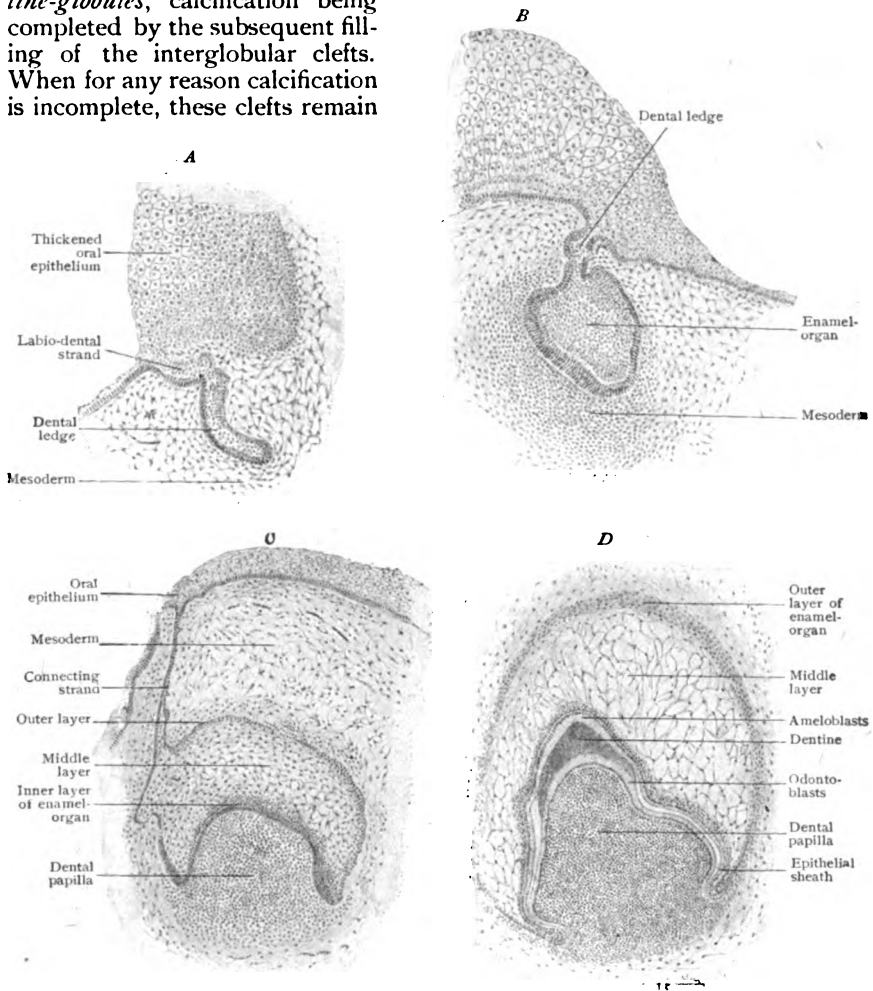 tine-globules, calcification being
completed by the subsequent fill-
ing of the interglobular clefts.
When for any reason calcification
is incomplete, these clefts remain
A
Thickened
oral
epithelium
Labio-dental
strand
Dental
ledge
Mesoderm
B
Dental ledge
Enamel-
organ
Mesoderm
C
Oral
epithelium
Mesoderm
Connecting
strand
Outer layer
Middle
layer
Inner layer
of enamel-
organ
Dental
papilla
D
Outer
layer of
enamel-
organ
Middle
layer
Ameloblasts
Dentine
Odonto-
blasts
Dental
papilla
Epithelial
sheath